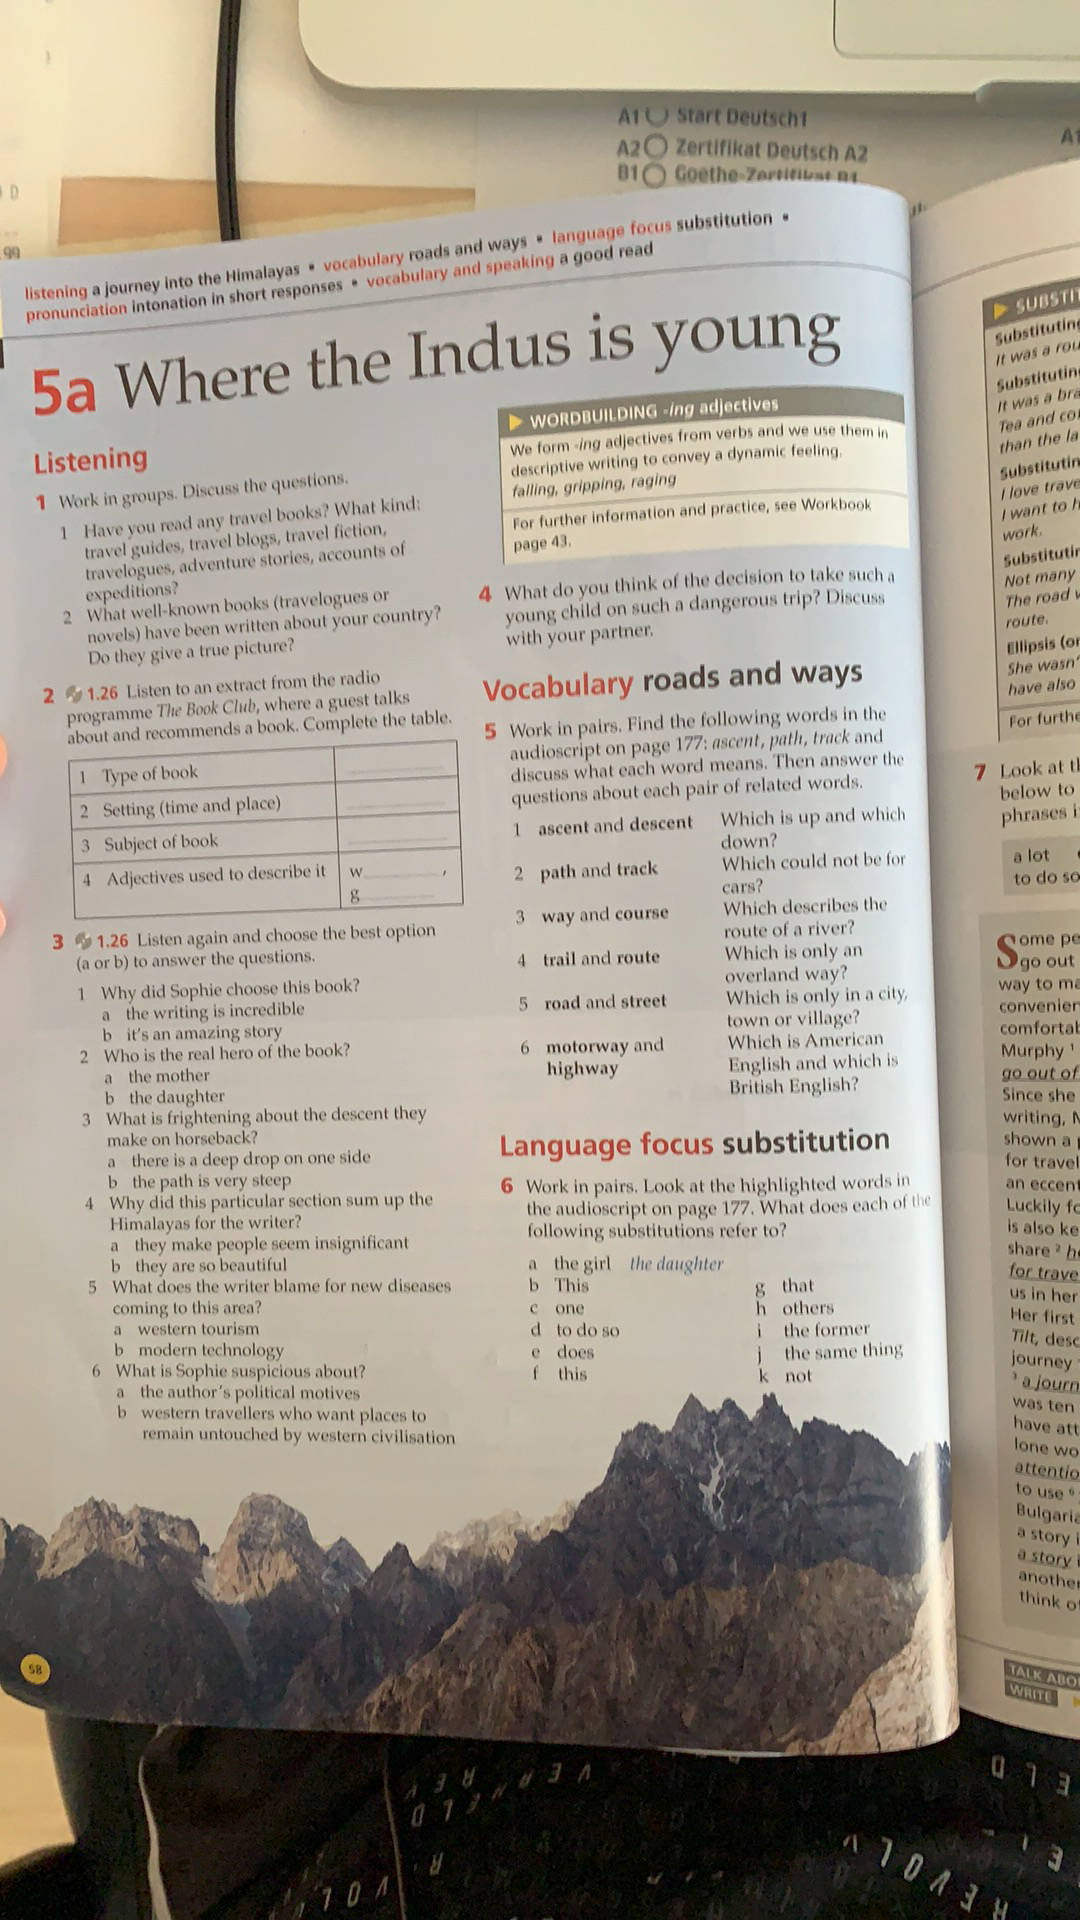 A1 Start Deutsch1
A2 Zertifikat Deutsch A2
B1 Goethe-Zertifikat B1
A1
D
99
listening a journey into the Himalayas • vocabulary roads and ways • language focus substitution •
pronunciation intonation in short responses • vocabulary and speaking a good read
5a Where the Indus is young
Listening
1 Work in groups. Discuss the questions.
1 Have you read any travel books? What kind:
travel guides, travel blogs, travel fiction,
travelogues, adventure stories, accounts of
expeditions?
2 What well-known books (travelogues or
novels) have been written about your country?
Do they give a true picture?
2 1.26 Listen to an extract from the radio
programme The Book Club, where a guest talks
about and recommends a book. Complete the table.
1 Type of book
2 Setting (time and place)
3 Subject of book
4 Adjectives used to describe it w ,
g
3 1.26 Listen again and choose the best option
(a or b) to answer the questions.
1 Why did Sophie choose this book?
a the writing is incredible
b it's an amazing story
2 Who is the real hero of the book?
a the mother
b the daughter
3 What is frightening about the descent they
make on horseback?
a there is a deep drop on one side
b the path is very steep
4 Why did this particular section sum up the
Himalayas for the writer?
a they make people seem insignificant
b they are so beautiful
5 What does the writer blame for new diseases
coming to this area?
a western tourism
b modern technology
6 What is Sophie suspicious about?
a the author's political motives
b western travellers who want places to
remain untouched by western civilisation
58
WORDBUILDING -ing adjectives
We form -ing adjectives from verbs and we use them in
descriptive writing to convey a dynamic feeling.
falling, gripping, raging
For further information and practice, see Workbook
page 43.
4 What do you think of the decision to take such a
young child on such a dangerous trip? Discuss
with your partner.
Vocabulary roads and ways
5 Work in pairs. Find the following words in the
audioscript on page 177: ascent, path, track and
discuss what each word means. Then answer the
questions about each pair of related words.
1 ascent and descent Which is up and which
down?
2 path and track Which could not be for
cars?
3 way and course Which describes the
route of a river?
4 trail and route Which is only an
overland way?
5 road and street Which is only in a city,
town or village?
6 motorway and Which is American
highway English and which is
British English?
Language focus substitution
6 Work in pairs. Look at the highlighted words in
the audioscript on page 177. What does each of the
following substitutions refer to?
a the girl the daughter
b This g that
c one h others
d to do so i the former
e does j the same thing
f this k not
SUBSTIT
Substituting
It was a rou
Substitutin
It was a bra
Tea and co
than the la
Substitutin
I love trave
I want to h
work.
Substitutin
Not many
The road w
route.
Ellipsis (or
She wasn'
have also
For furthe
7 Look at tl
below to
phrases i
a lot
to do so
Some pe
go out
way to ma
convenien
comfortab
Murphy 1
go out of
Since she
writing, M
shown a p
for travel
an eccent
Luckily fo
is also ke
share 2 he
for trave
us in her
Her first
Tilt, desc
journey
3 a journ
was ten
have att
lone wo
attentio
to use 6
Bulgaria
a story i
a story i
another
think of
TALK ABO
WRITE